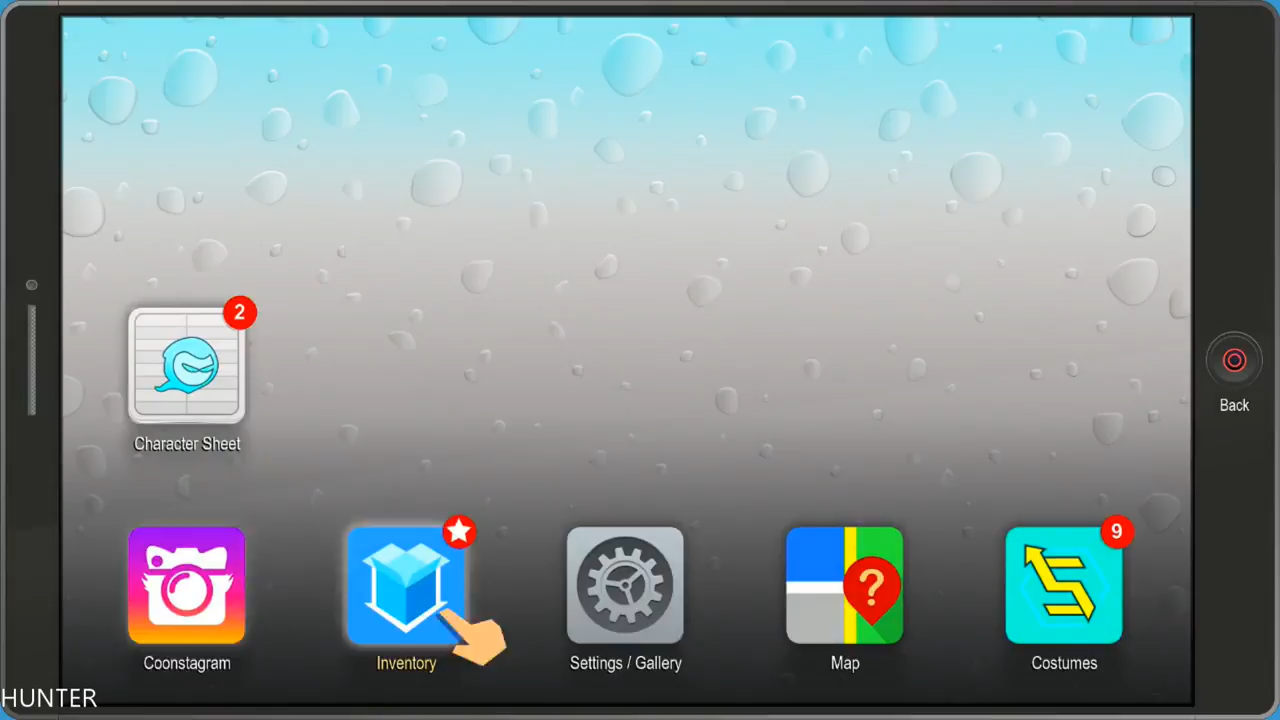 2
Character Sheet
Back
9
Coonstagram
Inventory
Settings / Gallery
?
Map
Costumes
HUNTER